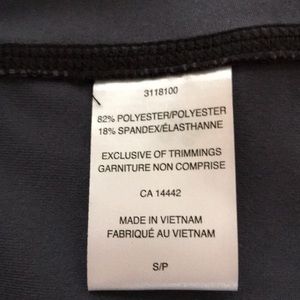 3118100
82% POLYESTER/POLYESTER
18% SPANDEX/ÉLASTHANNE
EXCLUSIVE OF TRIMMINGS
GARNITURE NON COMPRISE
CA 14442
MADE IN VIETNAM
FABRIQUÉ AU VIETNAM
S/P